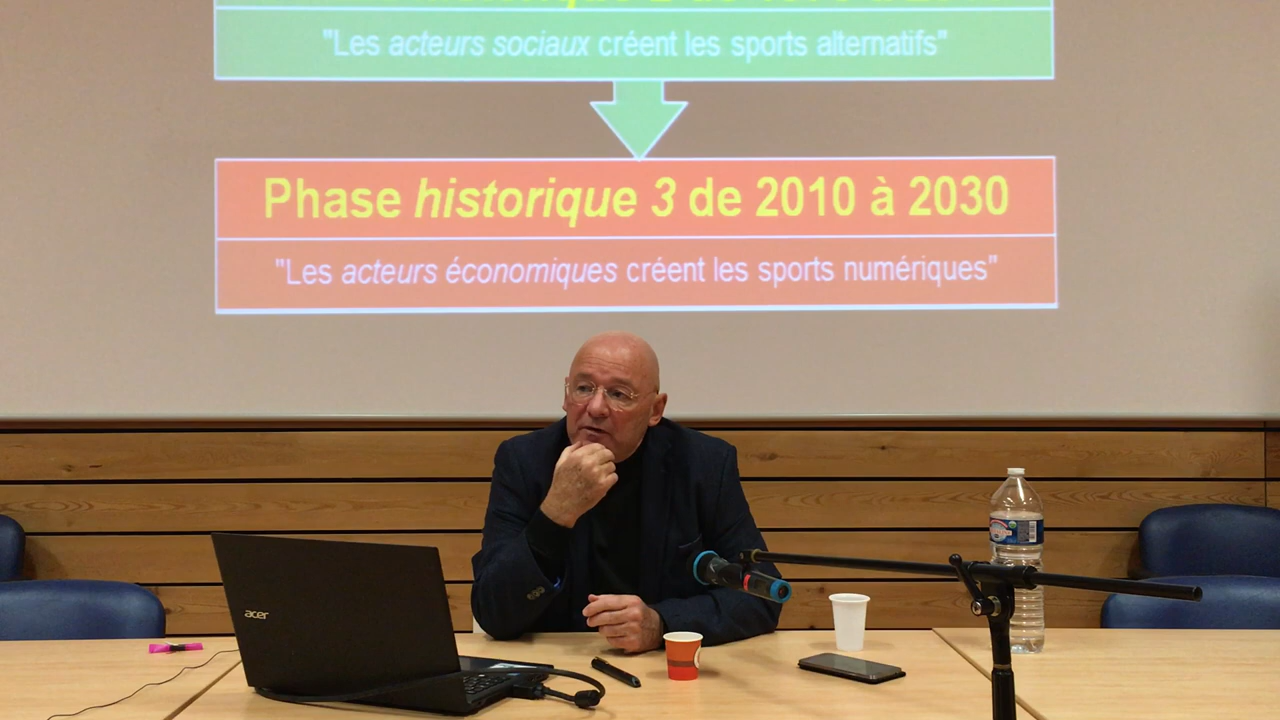 "Les acteurs sociaux créent les sports alternatifs"
Phase historique 3 de 2010 à 2030
"Les acteurs économiques créent les sports numériques"
acer